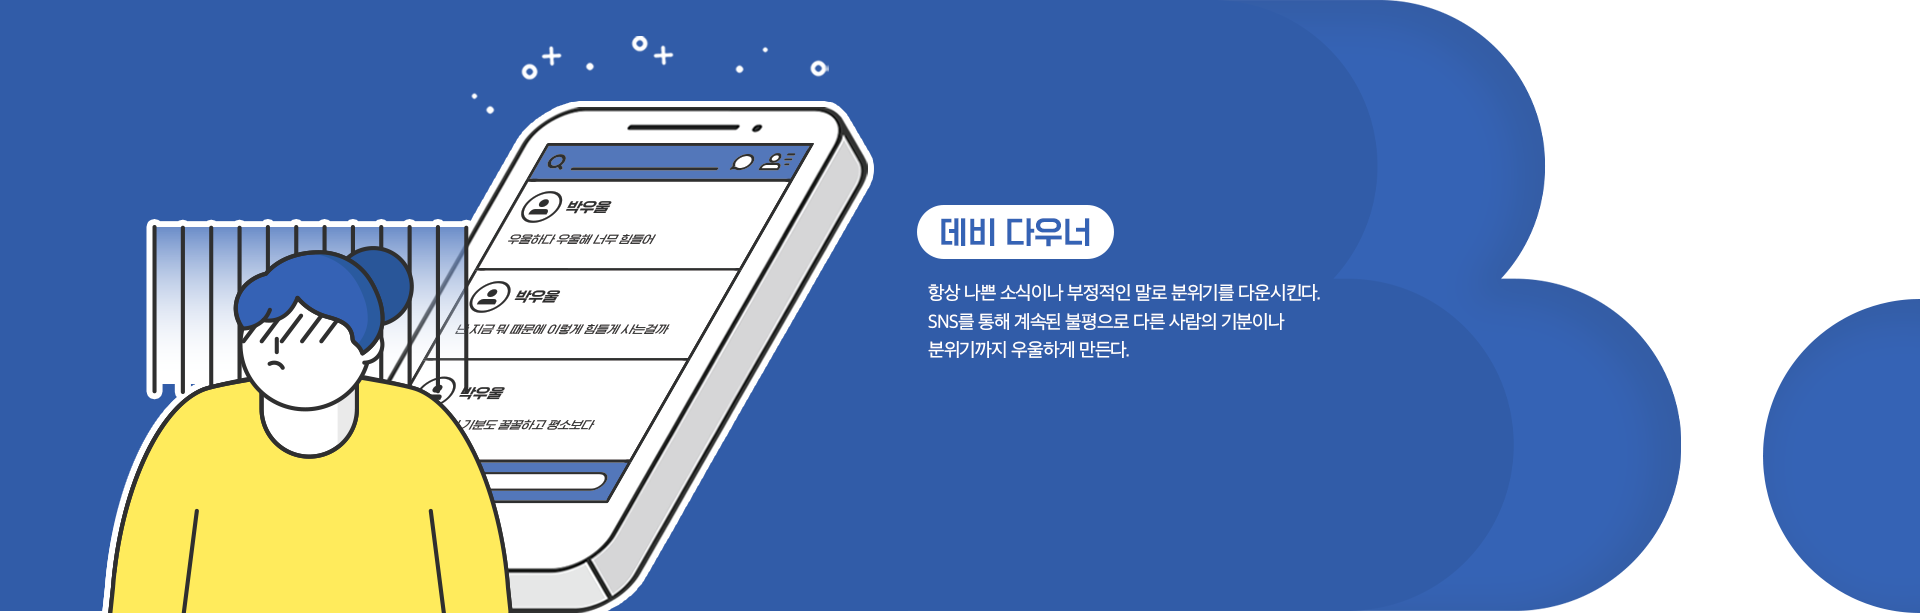 박우울
우울하다 우울해 너무 힘들어
박우울
난 지금 뭐 때문에 이렇게 힘들게 사는걸까
박우울
기분도 꿀꿀하고 평소보다
데비 다우너
항상 나쁜 소식이나 부정적인 말로 분위기를 다운시킨다.
SNS를 통해 계속된 불평으로 다른 사람의 기분이나
분위기까지 우울하게 만든다.